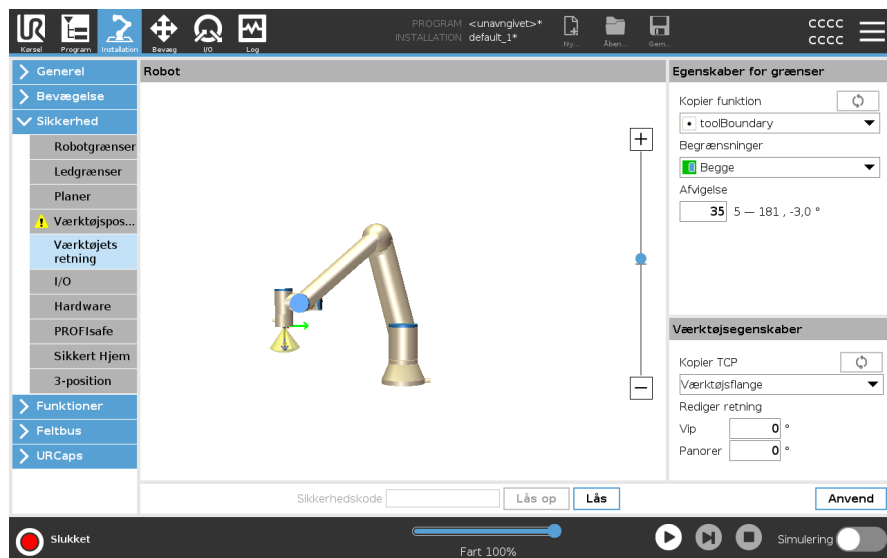 PROGRAM <unavngivet>*
INSTALLATION default_1*
Kørsel Program Installation Bevæg I/O Log
Ny... Åben... Gem...
CCCC
CCCC
Generel
Bevægelse
Sikkerhed
Robotgrænser
Ledgrænser
Planer
Værktøjspos...
Værktøjets
retning
I/O
Hardware
PROFIsafe
Sikkert Hjem
3-position
Funktioner
Feltbus
URCaps
Robot
Egenskaber for grænser
Kopier funktion
toolBoundary
Begrænsninger
Begge
Afvigelse
35 5 — 181 , -3,0 °
Værktøjsegenskaber
Kopier TCP
Værktøjsflange
Rediger retning
Vip 0 °
Panorer 0 °
Sikkerhedskode Lås op Lås
Anvend
Slukket
Fart 100%
Simulering